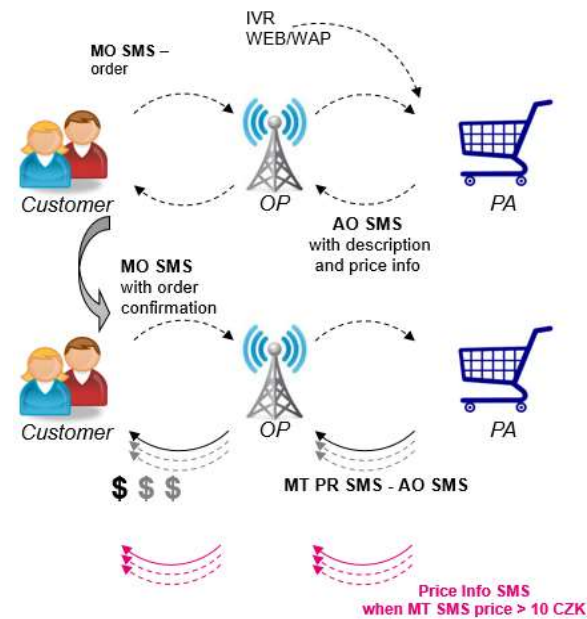 IVR
WEB/WAP
MO SMS –
order
Customer
OP
PA
AO SMS
with description
and price info
MO SMS
with order
confirmation
Customer
OP
PA
$ $ $
MT PR SMS - AO SMS
Price Info SMS
when MT SMS price > 10 CZK